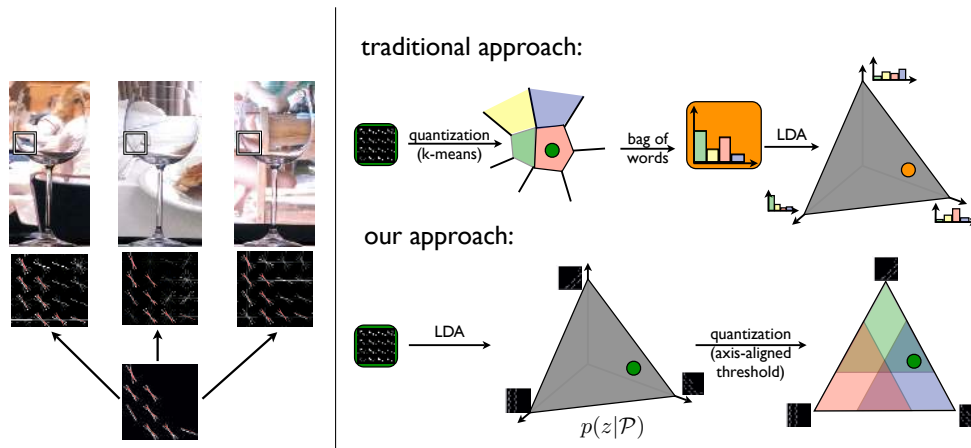 traditional approach:
quantization
(k-means)
bag of
words
LDA
our approach:
LDA
quantization
(axis-aligned
threshold)
p(z|𝒫)